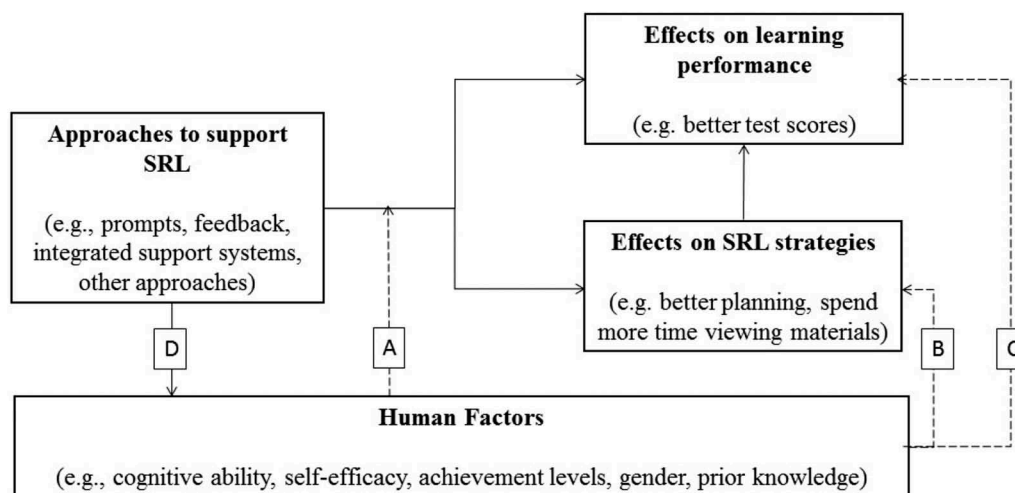 Effects on learning
performance
(e.g. better test scores)
Approaches to support
SRL
(e.g., prompts, feedback,
integrated support systems,
other approaches)
Effects on SRL strategies
(e.g. better planning, spend
more time viewing materials)
D
A
B
C
Human Factors
(e.g., cognitive ability, self-efficacy, achievement levels, gender, prior knowledge)